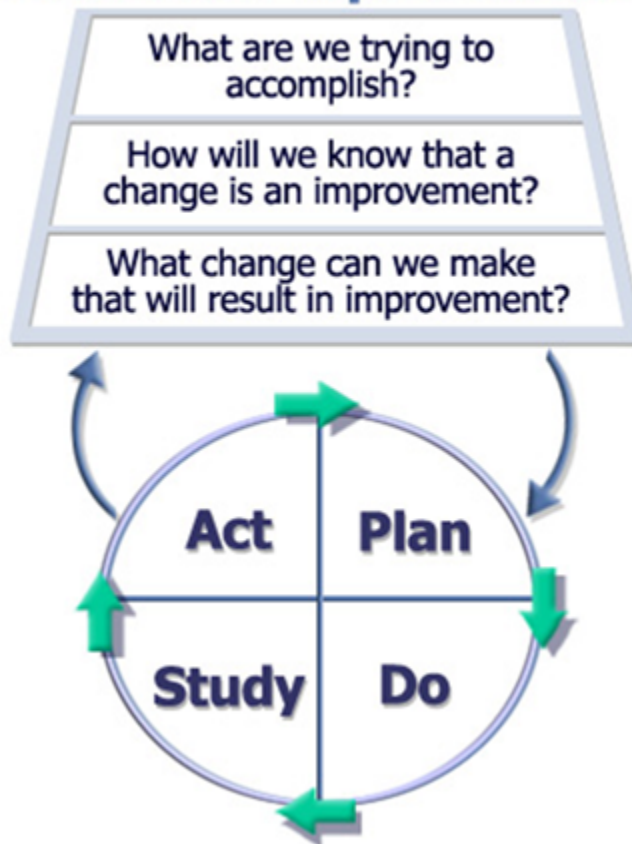 What are we trying to
accomplish?
How will we know that a
change is an improvement?
What change can we make
that will result in improvement?
Act
Plan
Study
Do